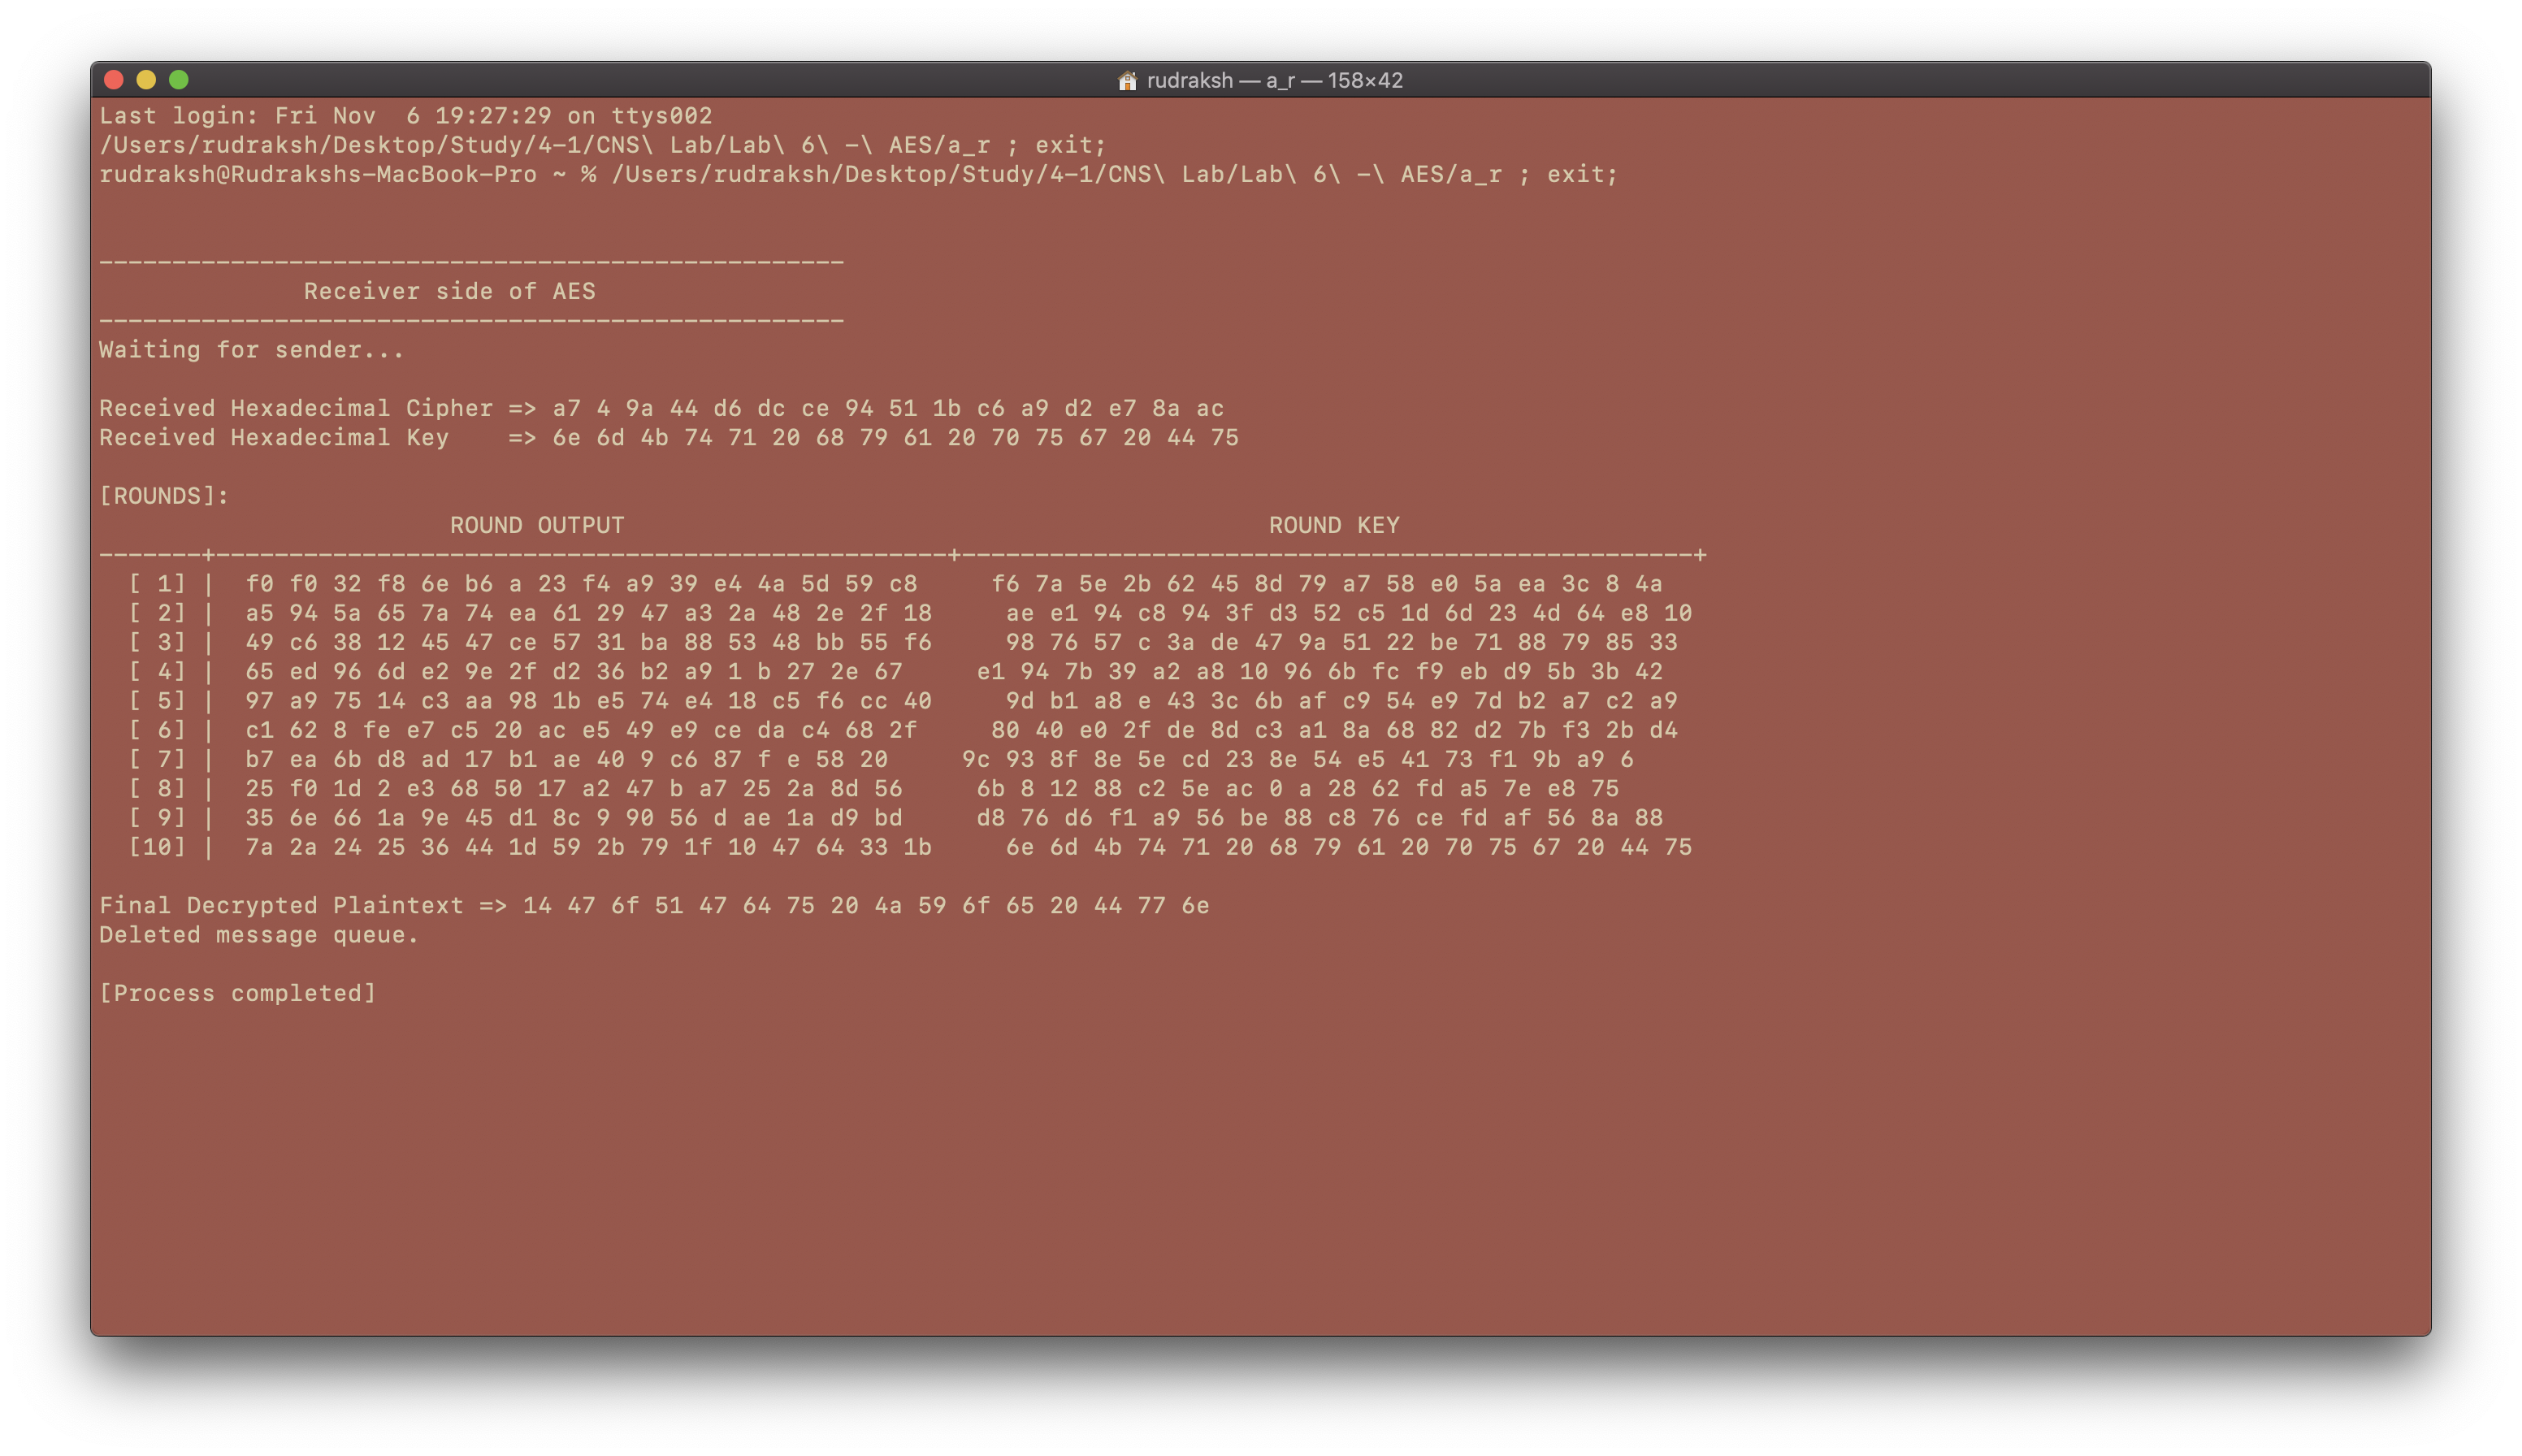 rudraksh — a_r — 158×42
Last login: Fri Nov  6 19:27:29 on ttys002
/Users/rudraksh/Desktop/Study/4-1/CNS\ Lab/Lab\ 6\ -\ AES/a_r ; exit;
rudraksh@Rudrakshs-MacBook-Pro ~ % /Users/rudraksh/Desktop/Study/4-1/CNS\ Lab/Lab\ 6\ -\ AES/a_r ; exit;
---------------------------------------------------
Receiver side of AES
---------------------------------------------------
Waiting for sender...
Received Hexadecimal Cipher => a7 4 9a 44 d6 dc ce 94 51 1b c6 a9 d2 e7 8a ac
Received Hexadecimal Key    => 6e 6d 4b 74 71 20 68 79 61 20 70 75 67 20 44 75
[ROUNDS]:
ROUND OUTPUT                                            ROUND KEY
-------+--------------------------------------------------+--------------------------------------------------+
[ 1] |  f0 f0 32 f8 6e b6 a 23 f4 a9 39 e4 4a 5d 59 c8     f6 7a 5e 2b 62 45 8d 79 a7 58 e0 5a ea 3c 8 4a
[ 2] |  a5 94 5a 65 7a 74 ea 61 29 47 a3 2a 48 2e 2f 18     ae e1 94 c8 94 3f d3 52 c5 1d 6d 23 4d 64 e8 10
[ 3] |  49 c6 38 12 45 47 ce 57 31 ba 88 53 48 bb 55 f6     98 76 57 c 3a de 47 9a 51 22 be 71 88 79 85 33
[ 4] |  65 ed 96 6d e2 9e 2f d2 36 b2 a9 1 b 27 2e 67     e1 94 7b 39 a2 a8 10 96 6b fc f9 eb d9 5b 3b 42
[ 5] |  97 a9 75 14 c3 aa 98 1b e5 74 e4 18 c5 f6 cc 40     9d b1 a8 e 43 3c 6b af c9 54 e9 7d b2 a7 c2 a9
[ 6] |  c1 62 8 fe e7 c5 20 ac e5 49 e9 ce da c4 68 2f     80 40 e0 2f de 8d c3 a1 8a 68 82 d2 7b f3 2b d4
[ 7] |  b7 ea 6b d8 ad 17 b1 ae 40 9 c6 87 f e 58 20     9c 93 8f 8e 5e cd 23 8e 54 e5 41 73 f1 9b a9 6
[ 8] |  25 f0 1d 2 e3 68 50 17 a2 47 b a7 25 2a 8d 56     6b 8 12 88 c2 5e ac 0 a 28 62 fd a5 7e e8 75
[ 9] |  35 6e 66 1a 9e 45 d1 8c 9 90 56 d ae 1a d9 bd     d8 76 d6 f1 a9 56 be 88 c8 76 ce fd af 56 8a 88
[10] |  7a 2a 24 25 36 44 1d 59 2b 79 1f 10 47 64 33 1b     6e 6d 4b 74 71 20 68 79 61 20 70 75 67 20 44 75
Final Decrypted Plaintext => 14 47 6f 51 47 64 75 20 4a 59 6f 65 20 44 77 6e
Deleted message queue.
[Process completed]